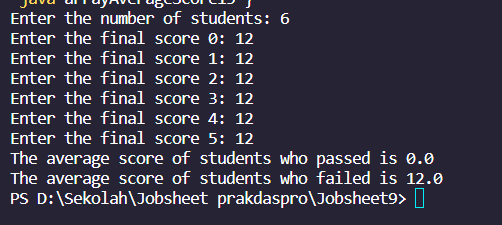 java arrayAverageScore15 }
Enter the number of students: 6
Enter the final score 0: 12
Enter the final score 1: 12
Enter the final score 2: 12
Enter the final score 3: 12
Enter the final score 4: 12
Enter the final score 5: 12
The average score of students who passed is 0.0
The average score of students who failed is 12.0
PS D:\Sekolah\Jobsheet prakdaspro\Jobsheet9>